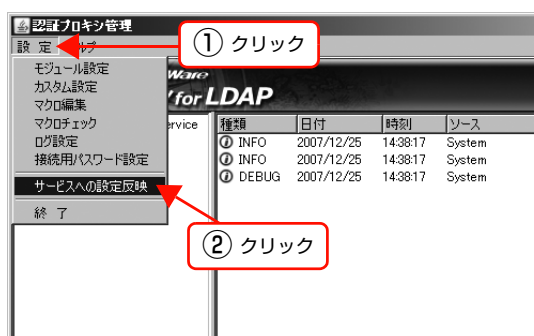 認証プロキシ管理
設 定
① クリック
モジュール設定
カスタム設定
マクロ編集
マクロチェック
ログ設定
接続用パスワード設定
サービスへの設定反映
終 了
Ware
for LDAP
ervice
種類 日付 時刻 ソース
INFO 2007/12/25 14:38:17 System
INFO 2007/12/25 14:38:17 System
DEBUG 2007/12/25 14:38:17 System
② クリック